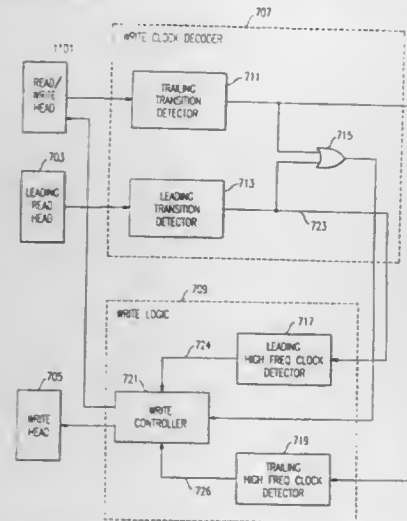 707
WRITE CLOCK DECODER
1101
READ/
WRITE
HEAD
711
TRAILING
TRANSITION
DETECTOR
715
703
LEADING
READ
HEAD
713
LEADING
TRANSITION
DETECTOR
723
709
WRITE LOGIC
717
724
LEADING
HIGH FREQ CLOCK
DETECTOR
705
721
WRITE
HEAD
WRITE
CONTROLLER
719
TRAILING
HIGH FREQ CLOCK
DETECTOR
726